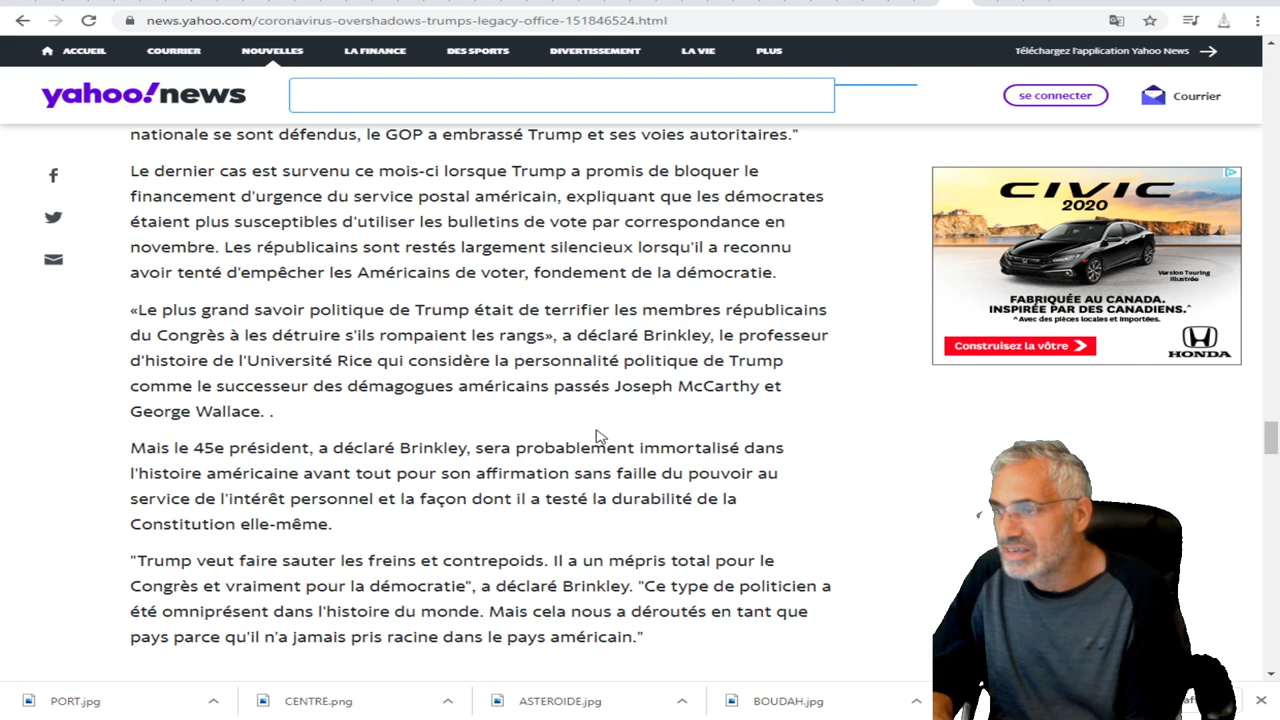 news.yahoo.com/coronavirus-overshadows-trumps-legacy-office-151846524.html
ACCUEIL COURRIER NOUVELLES LA FINANCE DES SPORTS DIVERTISSEMENT LA VIE PLUS Téléchargez l'application Yahoo News
yahoo!news se connecter Courrier
nationale se sont défendus, le GOP a embrassé Trump et ses voies autoritaires."
Le dernier cas est survenu ce mois-ci lorsque Trump a promis de bloquer le
financement d'urgence du service postal américain, expliquant que les démocrates
étaient plus susceptibles d'utiliser les bulletins de vote par correspondance en
novembre. Les républicains sont restés largement silencieux lorsqu'il a reconnu
avoir tenté d'empêcher les Américains de voter, fondement de la démocratie.
«Le plus grand savoir politique de Trump était de terrifier les membres républicains
du Congrès à les détruire s'ils rompaient les rangs», a déclaré Brinkley, le professeur
d'histoire de l'Université Rice qui considère la personnalité politique de Trump
comme le successeur des démagogues américains passés Joseph McCarthy et
George Wallace. .
Mais le 45e président, a déclaré Brinkley, sera probablement immortalisé dans
l'histoire américaine avant tout pour son affirmation sans faille du pouvoir au
service de l'intérêt personnel et la façon dont il a testé la durabilité de la
Constitution elle-même.
"Trump veut faire sauter les freins et contrepoids. Il a un mépris total pour le
Congrès et vraiment pour la démocratie", a déclaré Brinkley. "Ce type de politicien a
été omniprésent dans l'histoire du monde. Mais cela nous a déroutés en tant que
pays parce qu'il n'a jamais pris racine dans le pays américain."
CIVIC
2020
Version Touring
illustrée
FABRIQUÉE AU CANADA.
INSPIRÉE PAR DES CANADIENS.^
^Avec des pièces locales et importées.
Construisez la vôtre
HONDA
PORT.jpg CENTRE.png ASTEROIDE.jpg BOUDAH.jpg